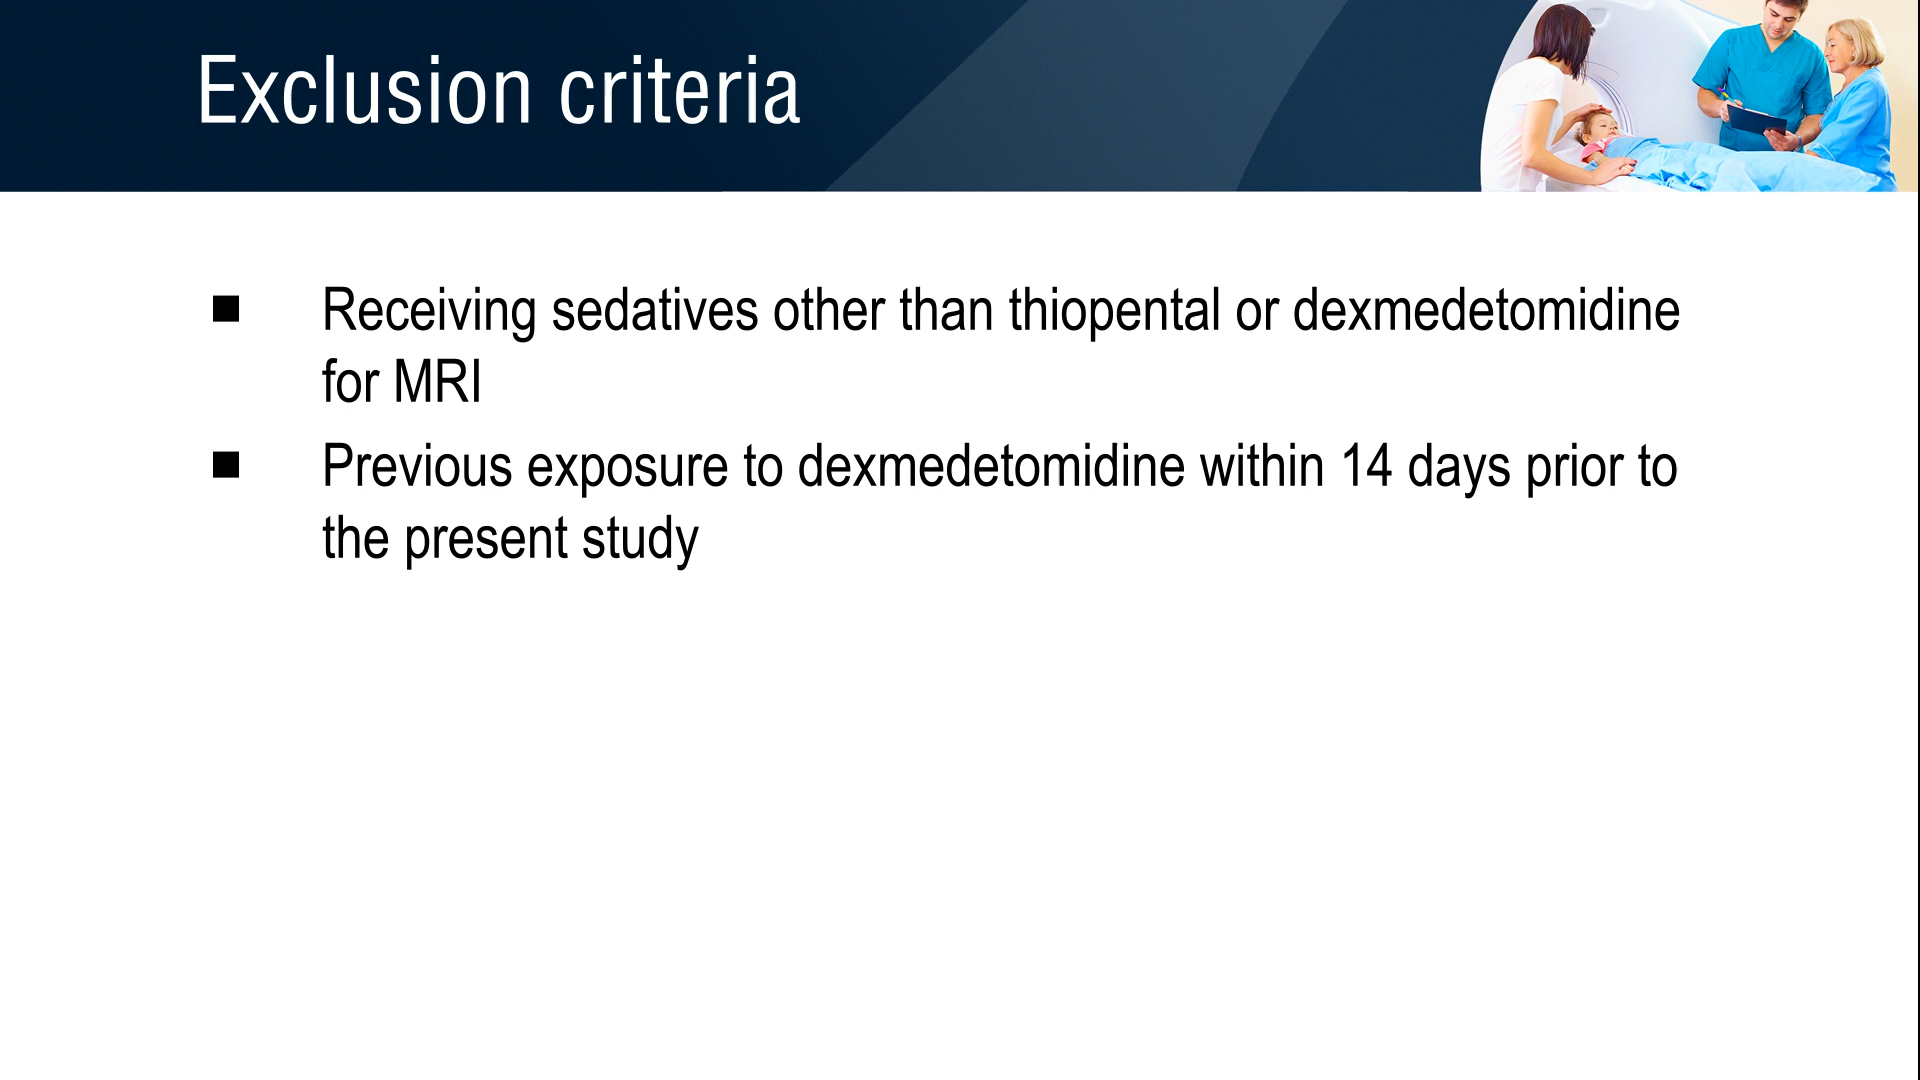 Exclusion criteria
■ Receiving sedatives other than thiopental or dexmedetomidine
for MRI
■ Previous exposure to dexmedetomidine within 14 days prior to
the present study